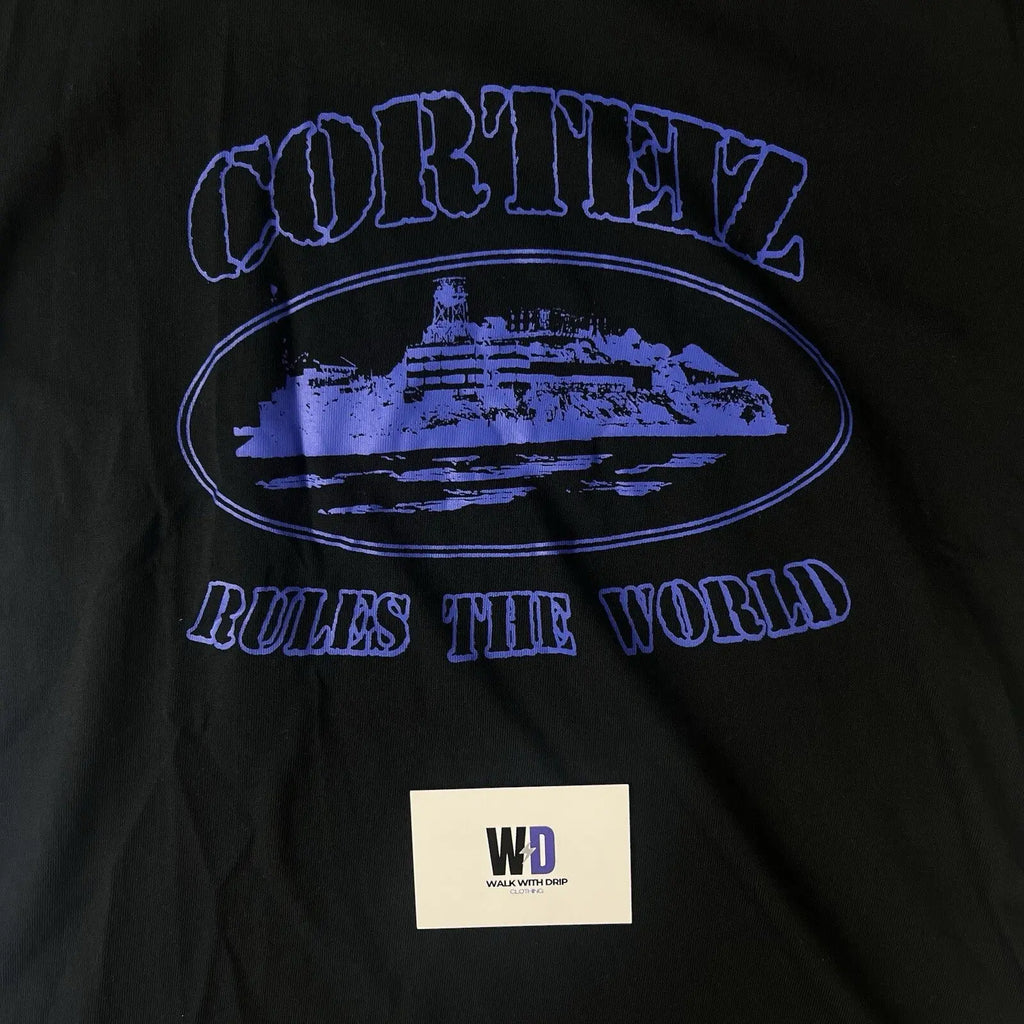 CORTEIZ
RULES THE WORLD
WD
WALK WITH DRIP
CLOTHING